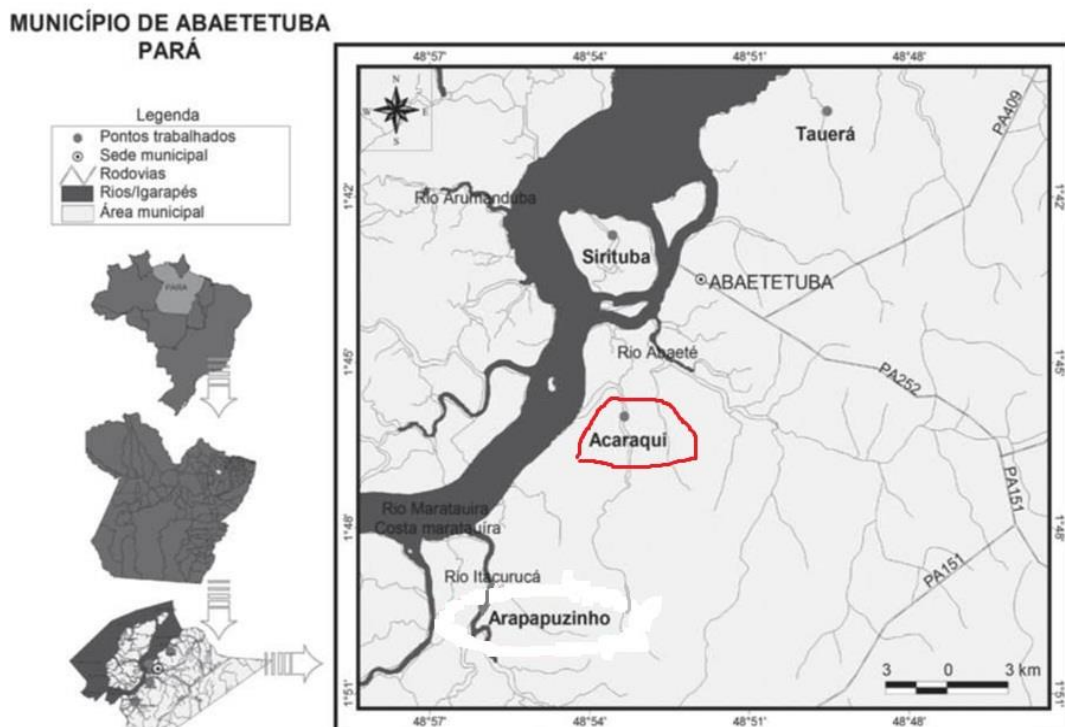 MUNICÍPIO DE ABAETETUBA
PARÁ
Legenda
Pontos trabalhados
Sede municipal
Rodovias
Rios/Igarapés
Área municipal
PARÁ
48°57'
48°54'
48°51'
48°48'
N
W
E
S
Tauerá
PA409
1°42'
1°42'
Rio Arumanduba
Sirituba
ABAETETUBA
Rio Abaeté
1°45'
1°45'
PA252
Acaraqui
PA151
Rio Maratauira
Costa maratauíra
1°48'
1°48'
Rio Itacurucá
PA151
Arapapuzinho
3 0 3 km
1°51'
1°51'
48°57'
48°54'
48°51'
48°48'